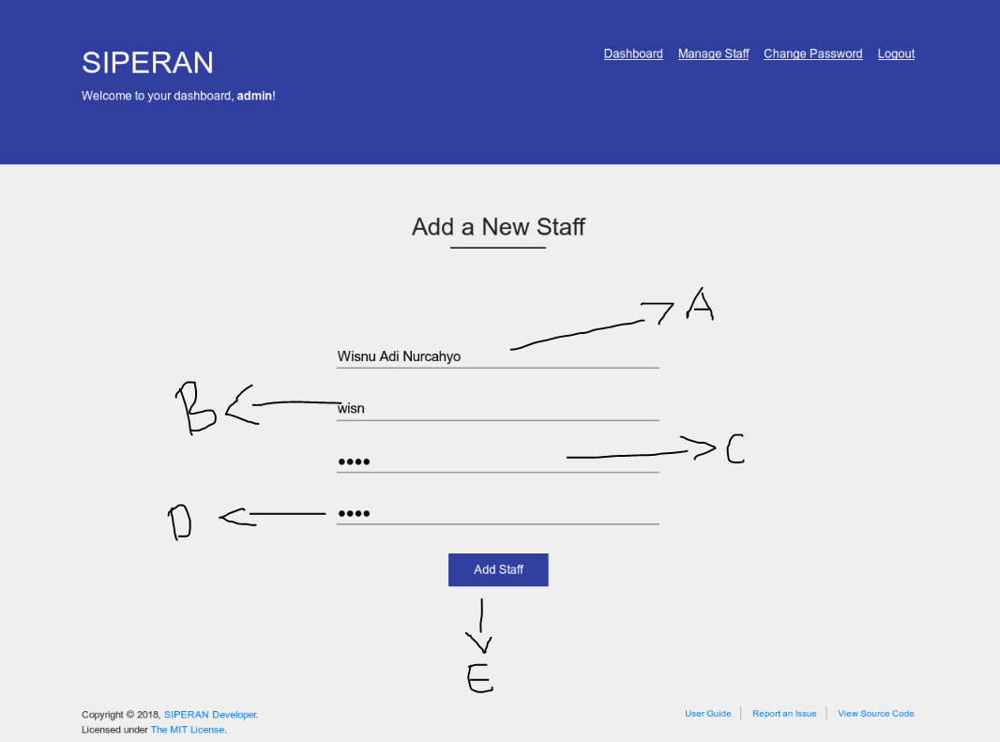 SIPERAN
Dashboard Manage Staff Change Password Logout
Welcome to your dashboard, admin!
Add a New Staff
A
Wisnu Adi Nurcahyo
B
wisn
••••
C
••••
D
Add Staff
E
Copyright © 2018, SIPERAN Developer.
Licensed under The MIT License.
User Guide Report an Issue View Source Code